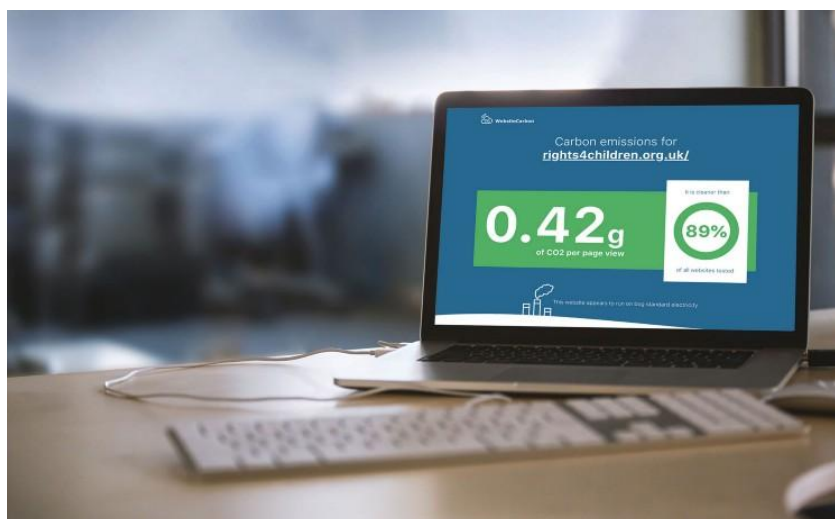 WebsiteCarbon
Carbon emissions for
rights4children.org.uk/
0.42g
of CO2 per page view
It is cleaner than
89%
of all websites tested
This website appears to run on bog standard electricity